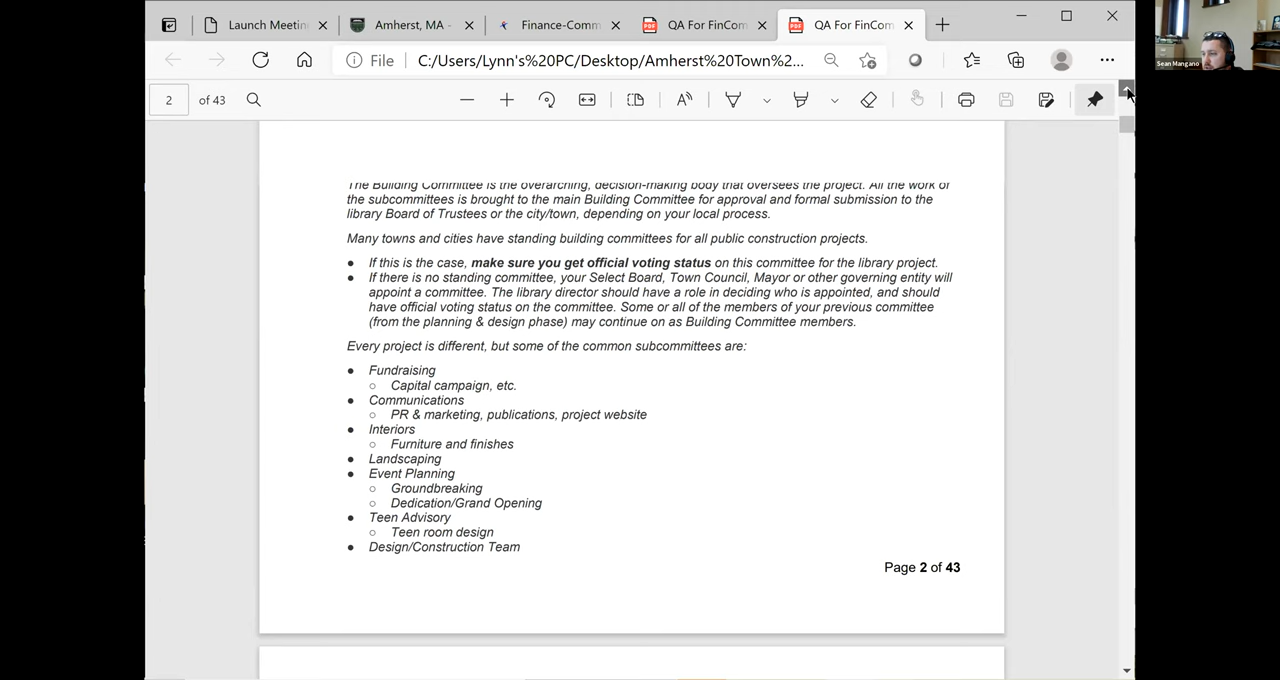 Launch Meetin
Amherst, MA -
Finance-Comm
QA For FinCom
QA For FinCom
File
C:/Users/Lynn's%20PC/Desktop/Amherst%20Town%2...
2
of 43
Sean Mangano
The Building Committee is the overarching, decision-making body that oversees the project. All the work of
the subcommittees is brought to the main Building Committee for approval and formal submission to the
library Board of Trustees or the city/town, depending on your local process.
Many towns and cities have standing building committees for all public construction projects.
● If this is the case, make sure you get official voting status on this committee for the library project.
● If there is no standing committee, your Select Board, Town Council, Mayor or other governing entity will
appoint a committee. The library director should have a role in deciding who is appointed, and should
have official voting status on the committee. Some or all of the members of your previous committee
(from the planning & design phase) may continue on as Building Committee members.
Every project is different, but some of the common subcommittees are:
● Fundraising
○ Capital campaign, etc.
● Communications
○ PR & marketing, publications, project website
● Interiors
○ Furniture and finishes
● Landscaping
● Event Planning
○ Groundbreaking
○ Dedication/Grand Opening
● Teen Advisory
○ Teen room design
● Design/Construction Team
Page 2 of 43